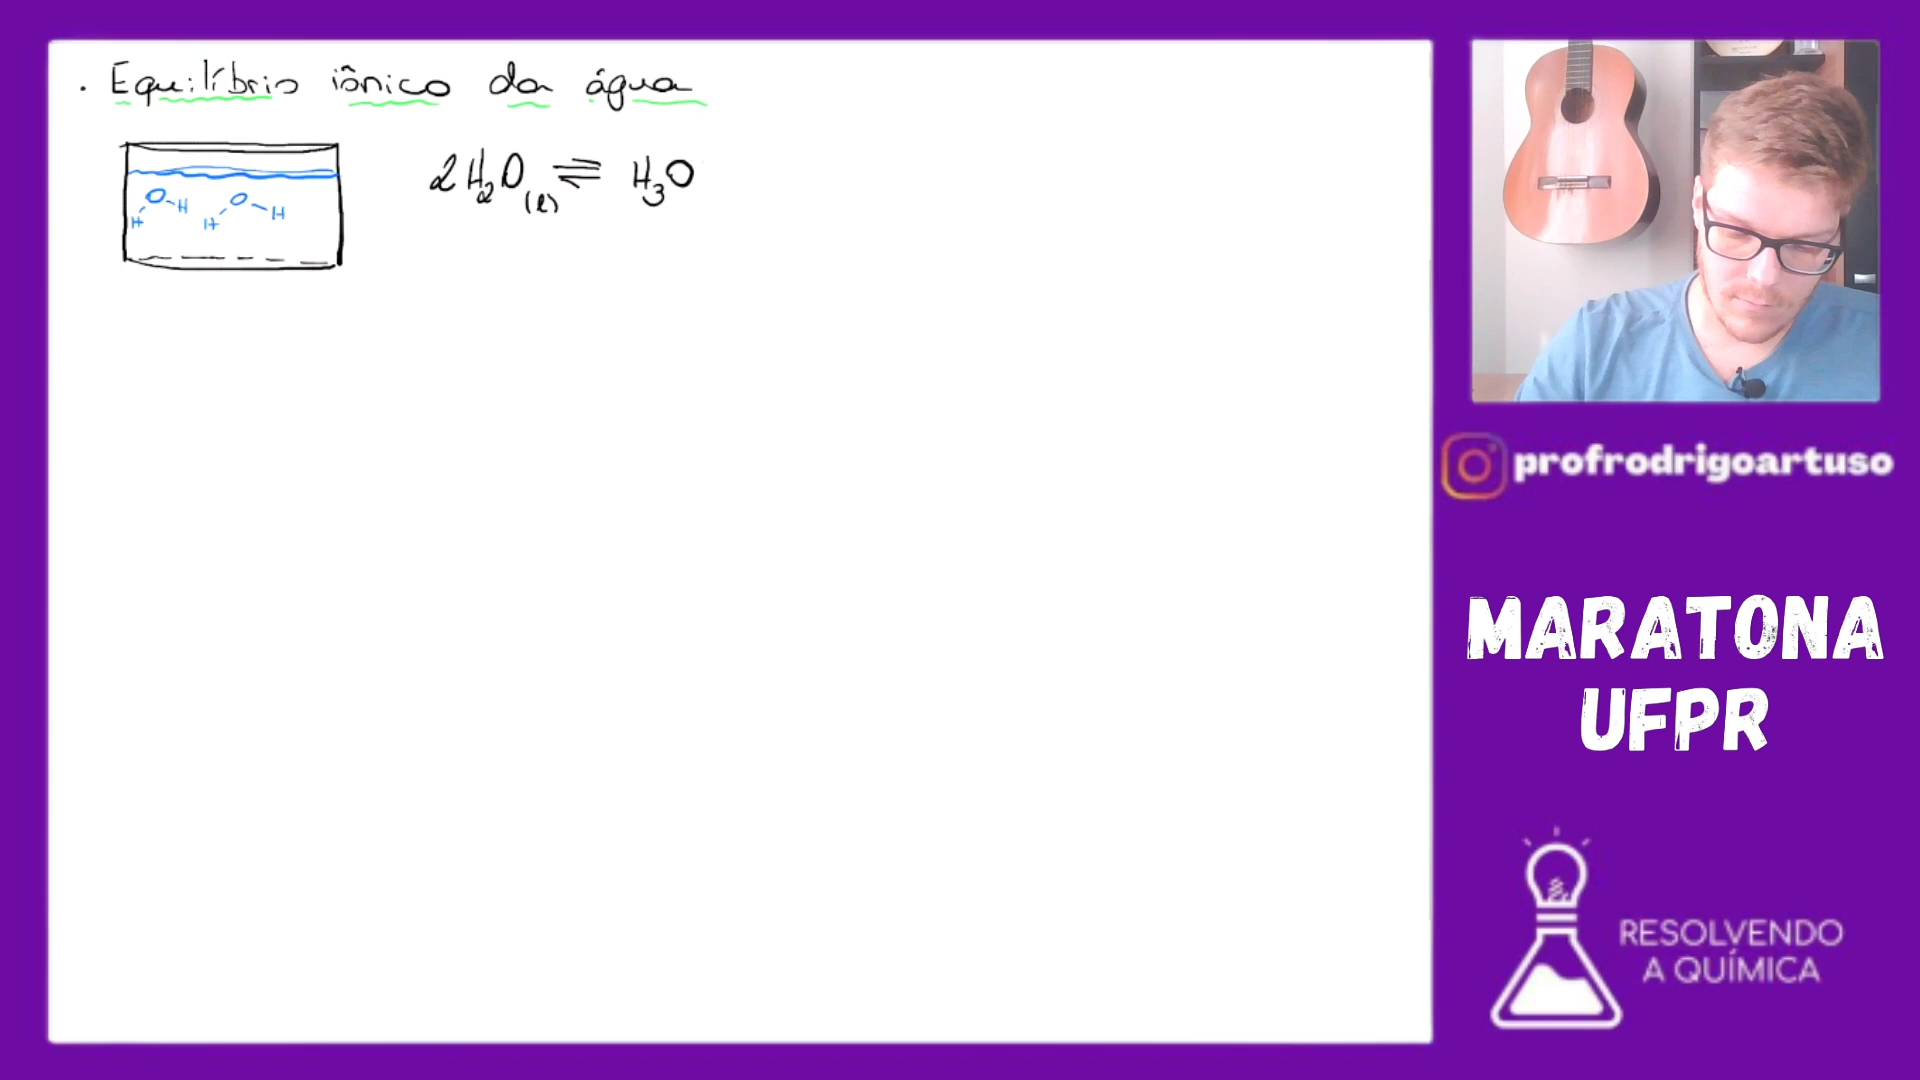 . Equilíbrio iônico da água
2H₂O(l) ⇌ H₃O
O H O H
H H
profrodrigoartuso
MARATONA
UFPR
RESOLVENDO
A QUÍMICA